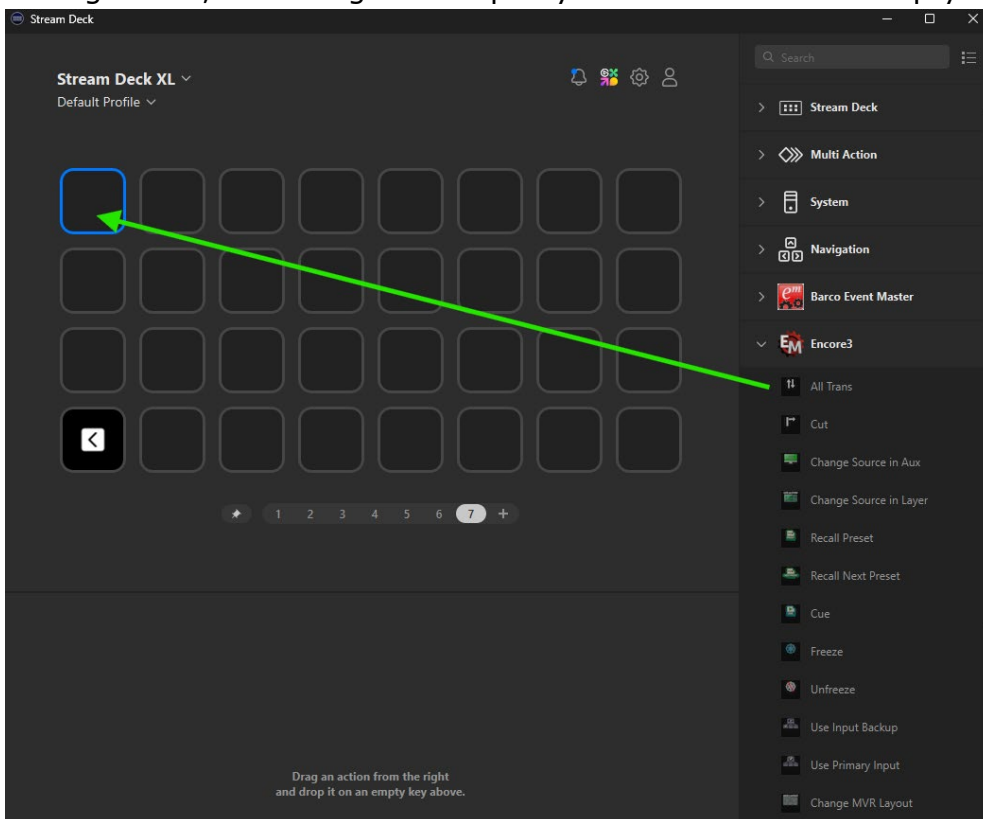 Stream Deck
Stream Deck XL
Default Profile
Search
Stream Deck
Multi Action
System
Navigation
em
Barco Event Master
EM
Encore3
All Trans
Cut
Change Source in Aux
Change Source in Layer
Recall Preset
Recall Next Preset
Cue
Freeze
Unfreeze
Use Input Backup
Use Primary Input
Change MVR Layout
1 2 3 4 5 6 7 +
Drag an action from the right
and drop it on an empty key above.